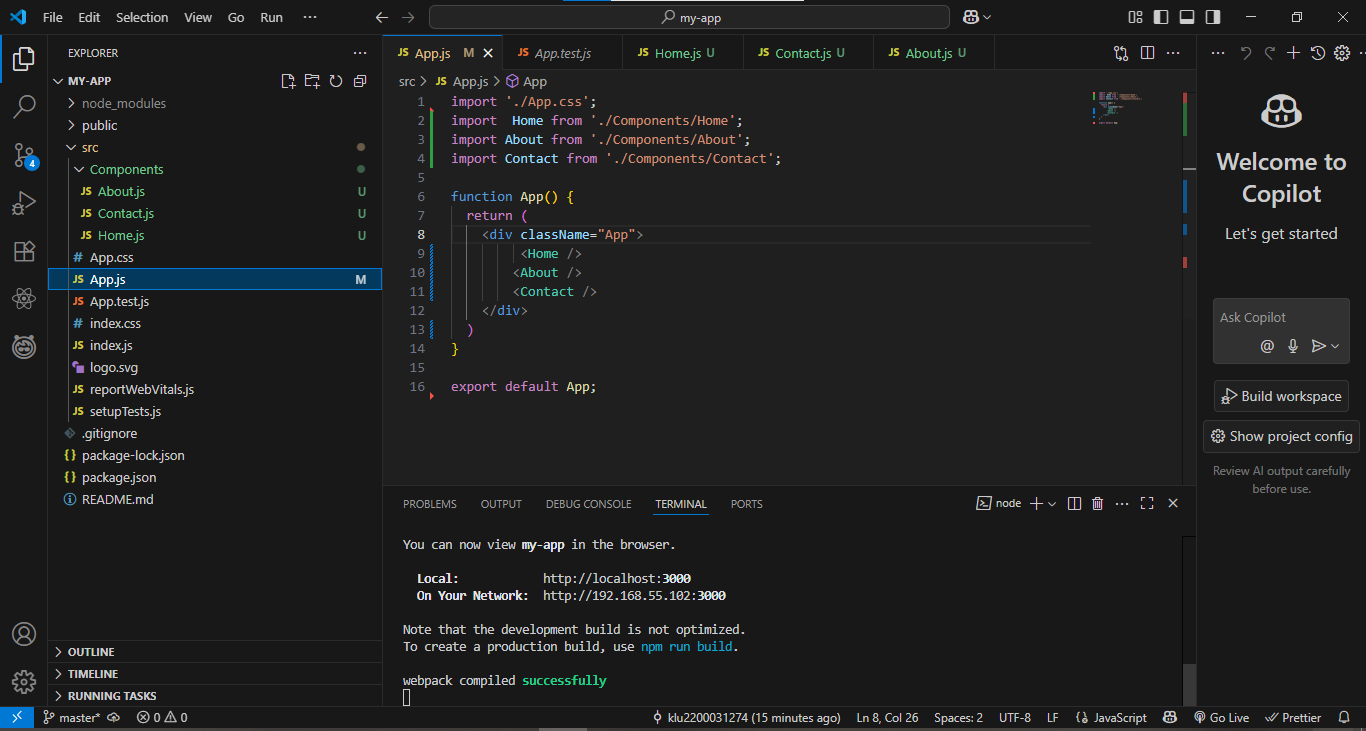 File Edit Selection View Go Run ··· my-app
EXPLORER ···
MY-APP
node_modules
public
src
Components
JS About.js U
JS Contact.js U
JS Home.js U
# App.css
JS App.js M
JS App.test.js
# index.css
JS index.js
logo.svg
JS reportWebVitals.js
JS setupTests.js
.gitignore
{} package-lock.json
{} package.json
README.md
OUTLINE
TIMELINE
RUNNING TASKS
4
JS App.js M JS App.test.js JS Home.js U JS Contact.js U JS About.js U
src > JS App.js > App
1 import './App.css';
2 import  Home from './Components/Home';
3 import About from './Components/About';
4 import Contact from './Components/Contact';
5
6 function App() {
7   return (
8     <div className="App">
9          <Home />
10         <About />
11         <Contact />
12     </div>
13   )
14 }
15
16 export default App;
PROBLEMS OUTPUT DEBUG CONSOLE TERMINAL PORTS node
You can now view my-app in the browser.
Local: http://localhost:3000
On Your Network: http://192.168.55.102:3000
Note that the development build is not optimized.
To create a production build, use npm run build.
webpack compiled successfully
Welcome to
Copilot
Let's get started
Ask Copilot
@
Build workspace
Show project config
Review AI output carefully
before use.
master* 0 0 klu2200031274 (15 minutes ago) Ln 8, Col 26 Spaces: 2 UTF-8 LF {} JavaScript Go Live Prettier